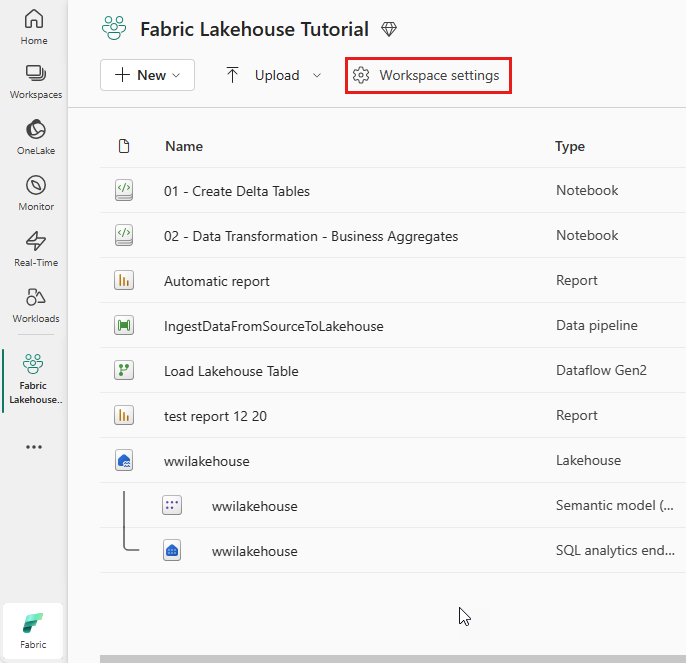 Home
Workspaces
OneLake
Monitor
Real-Time
Workloads
Fabric
Lakehouse..
Fabric
Fabric Lakehouse Tutorial
New
Upload
Workspace settings
Name Type
01 - Create Delta Tables Notebook
02 - Data Transformation - Business Aggregates Notebook
Automatic report Report
IngestDataFromSourceToLakehouse Data pipeline
Load Lakehouse Table Dataflow Gen2
test report 12 20 Report
wwilakehouse Lakehouse
wwilakehouse Semantic model (...
wwilakehouse SQL analytics end...